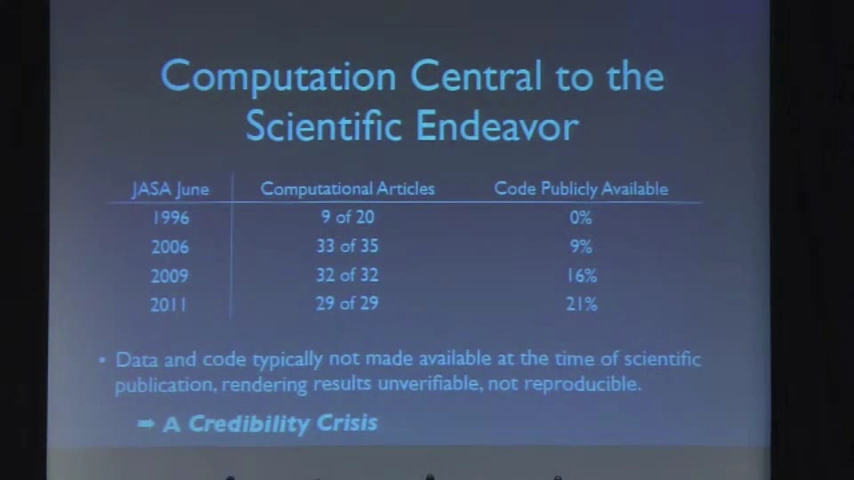 Computation Central to the
Scientific Endeavor
JASA June Computational Articles Code Publicly Available
1996 9 of 20 0%
2006 33 of 35 9%
2009 32 of 32 16%
2011 29 of 29 21%
• Data and code typically not made available at the time of scientific
publication, rendering results unverifiable, not reproducible.
➡ A Credibility Crisis